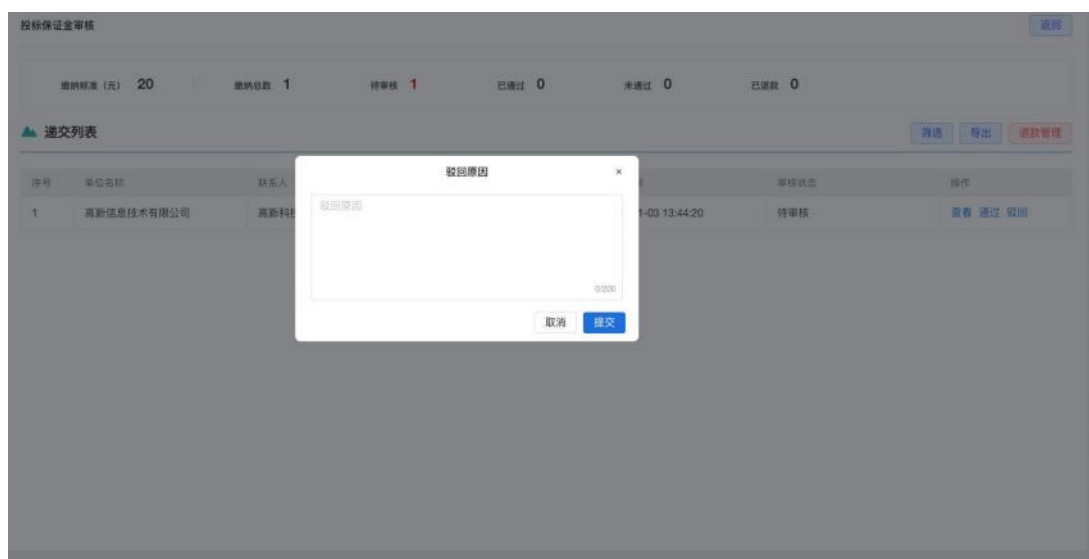 投标保证金审核
返回
缴纳标准（元） 20 缴纳总数 1 待审核 1 已通过 0 未通过 0 已退款 0
递交列表
筛选 导出 退款管理
驳回原因 ×
序号 单位名称 联系人 审核状态 操作
驳回原因
1 高新信息技术有限公司 高新科技 1-03 13:44:20 待审核 查看 通过 驳回
0/200
取消 提交